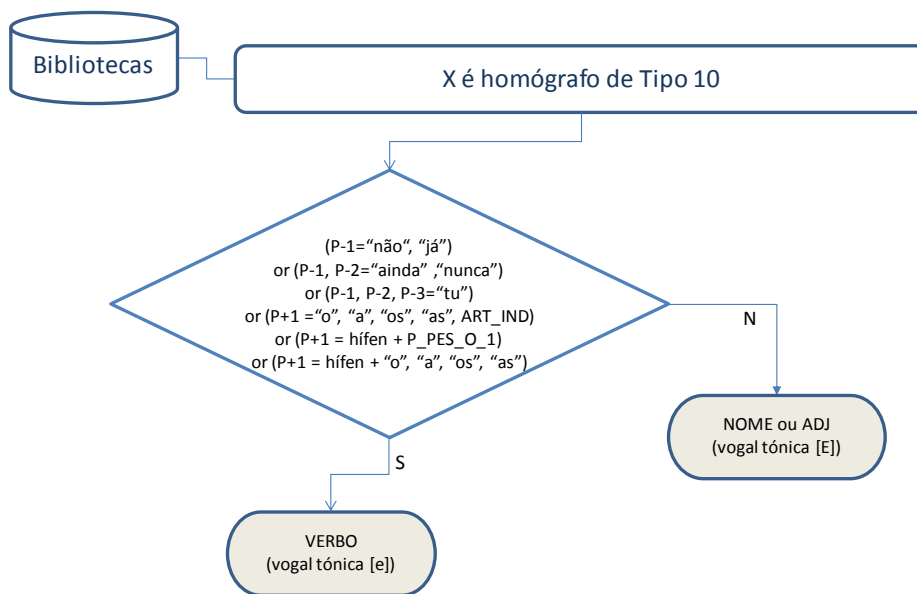 Bibliotecas
X é homógrafo de Tipo 10
(P-1=“não“, “já”)
or (P-1, P-2=“ainda” ,“nunca”)
or (P-1, P-2, P-3=“tu”)
or (P+1 =“o”, “a”, “os”, “as”, ART_IND)
or (P+1 = hífen + P_PES_O_1)
or (P+1 = hífen + “o”, “a”, “os”, “as”)
N
NOME ou ADJ
(vogal tónica [E])
S
VERBO
(vogal tónica [e])